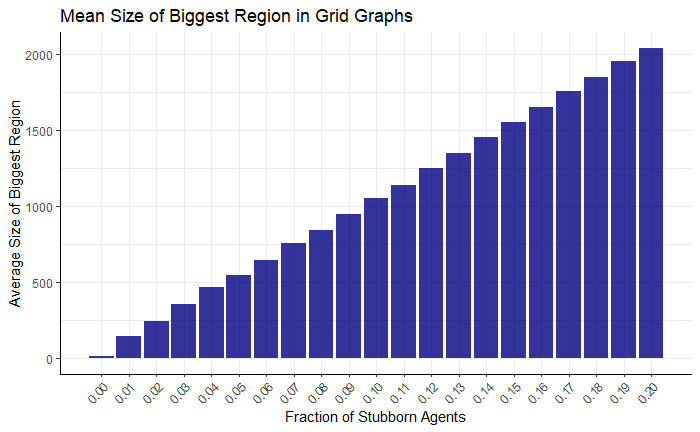 Mean Size of Biggest Region in Grid Graphs
Average Size of Biggest Region
2000
1500
1000
500
0
0.00 0.01 0.02 0.03 0.04 0.05 0.06 0.07 0.08 0.09 0.10 0.11 0.12 0.13 0.14 0.15 0.16 0.17 0.18 0.19 0.20
Fraction of Stubborn Agents